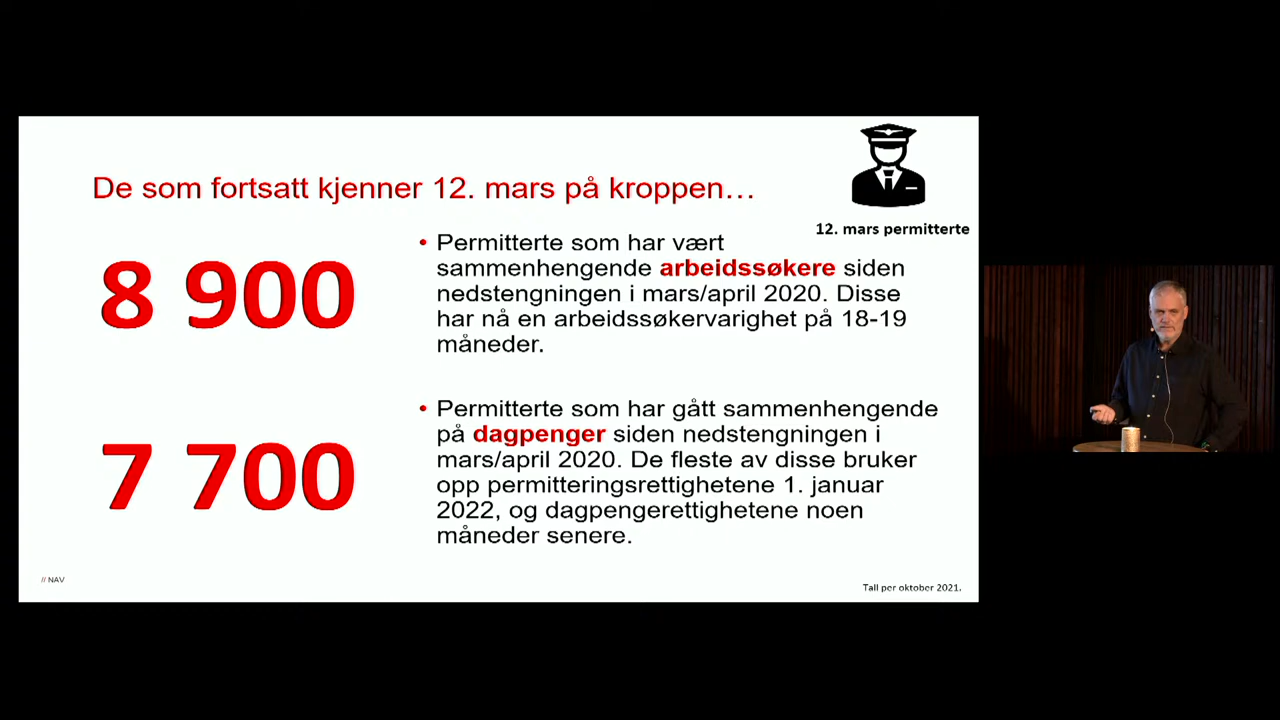 De som fortsatt kjenner 12. mars på kroppen…
12. mars permitterte
8 900
• Permitterte som har vært
sammenhengende arbeidssøkere siden
nedstengningen i mars/april 2020. Disse
har nå en arbeidssøkervarighet på 18-19
måneder.
7 700
• Permitterte som har gått sammenhengende
på dagpenger siden nedstengningen i
mars/april 2020. De fleste av disse bruker
opp permitteringsrettighetene 1. januar
2022, og dagpengerettighetene noen
måneder senere.
// NAV
Tall per oktober 2021.